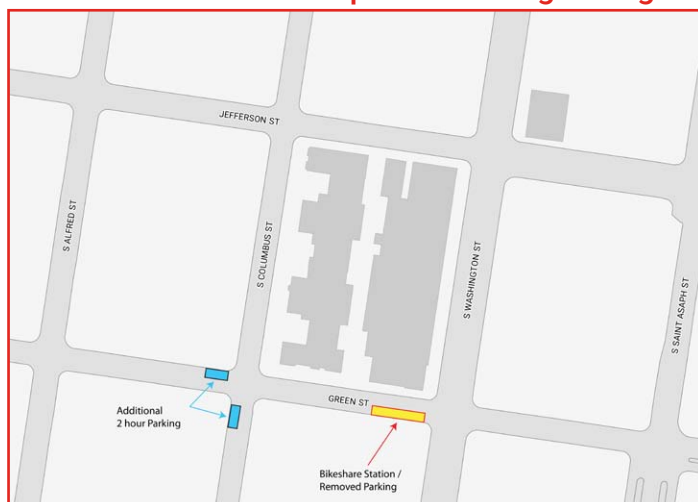 JEFFERSON ST
S ALFRED ST
S COLUMBUS ST
S WASHINGTON ST
S SAINT ASAPH ST
GREEN ST
Additional
2 hour Parking
Bikeshare Station /
Removed Parking